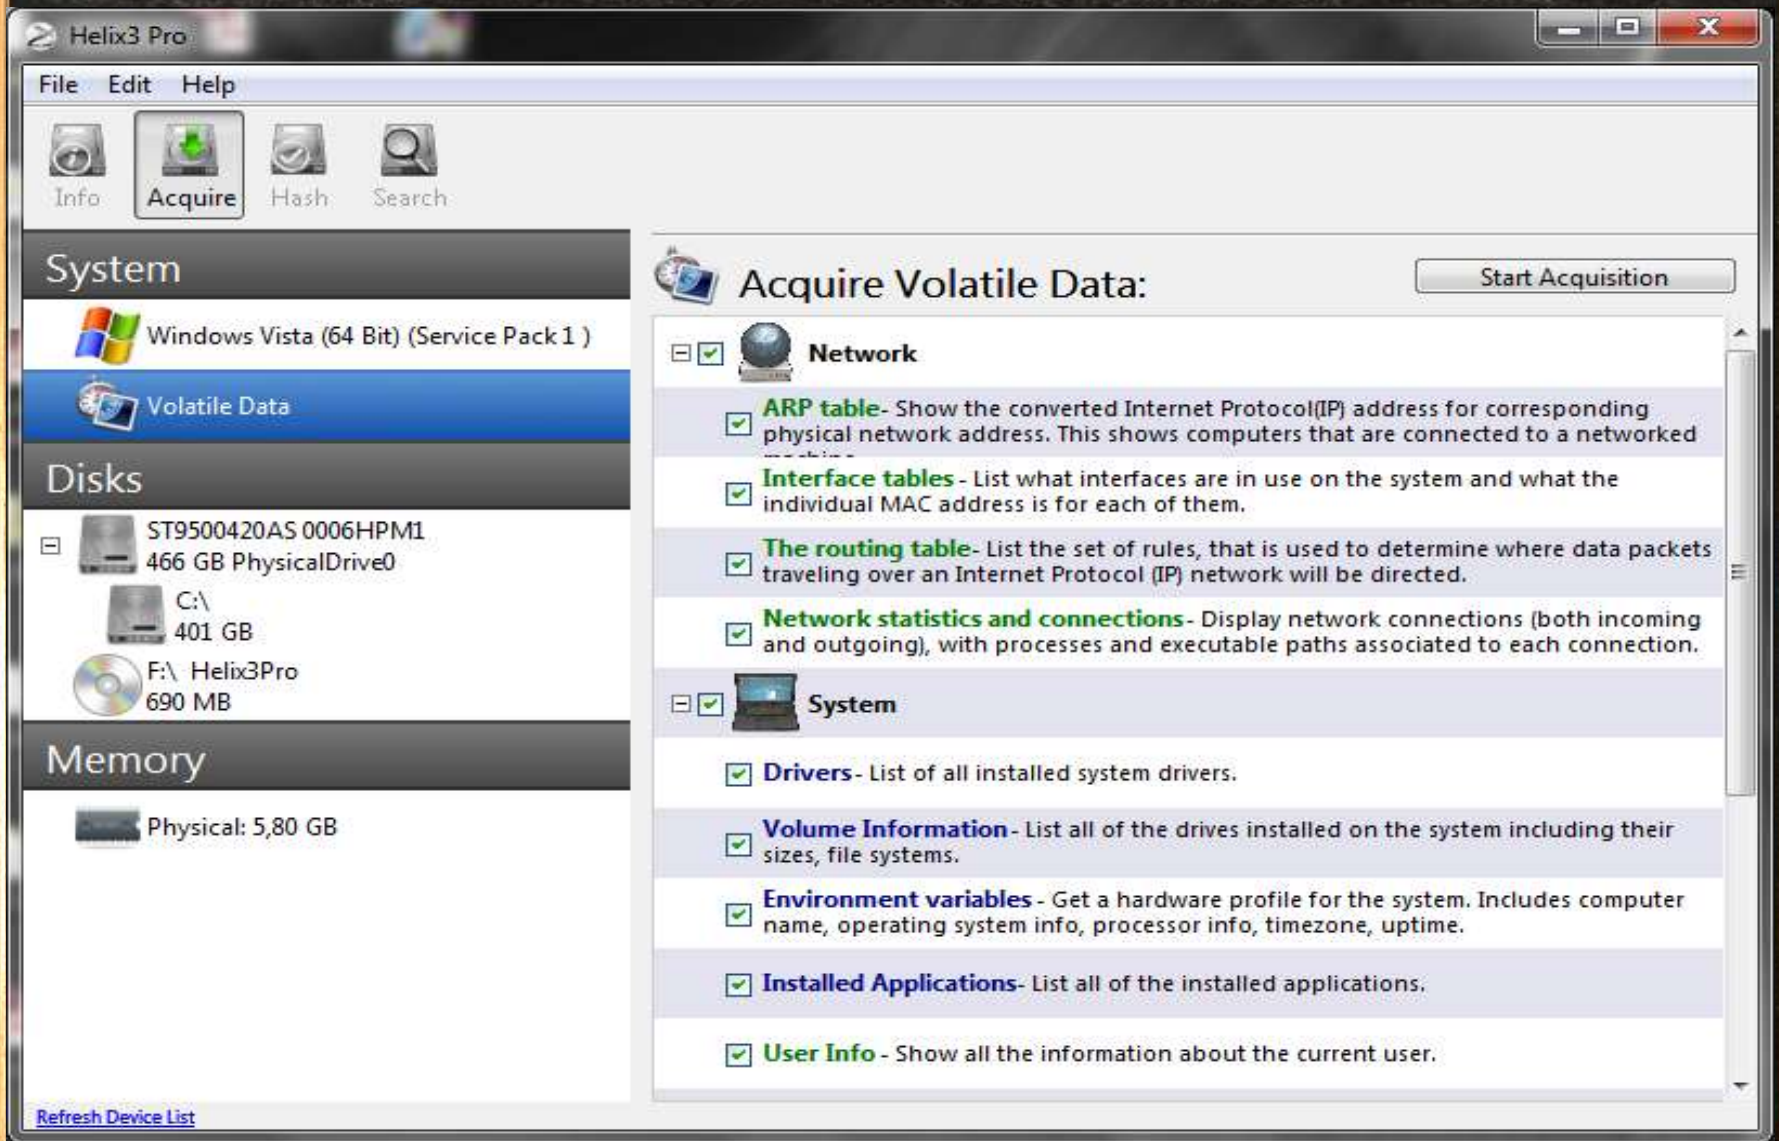 Helix3 Pro
File Edit Help
Info Acquire Hash Search
System
Windows Vista (64 Bit) (Service Pack 1 )
Volatile Data
Disks
ST9500420AS 0006HPM1
466 GB PhysicalDrive0
C:\
401 GB
F:\ Helix3Pro
690 MB
Memory
Physical: 5,80 GB
Refresh Device List
Acquire Volatile Data:
Start Acquisition
Network
ARP table- Show the converted Internet Protocol(IP) address for corresponding
physical network address. This shows computers that are connected to a networked
Interface tables - List what interfaces are in use on the system and what the
individual MAC address is for each of them.
The routing table- List the set of rules, that is used to determine where data packets
traveling over an Internet Protocol (IP) network will be directed.
Network statistics and connections- Display network connections (both incoming
and outgoing), with processes and executable paths associated to each connection.
System
Drivers- List of all installed system drivers.
Volume Information- List all of the drives installed on the system including their
sizes, file systems.
Environment variables - Get a hardware profile for the system. Includes computer
name, operating system info, processor info, timezone, uptime.
Installed Applications- List all of the installed applications.
User Info - Show all the information about the current user.